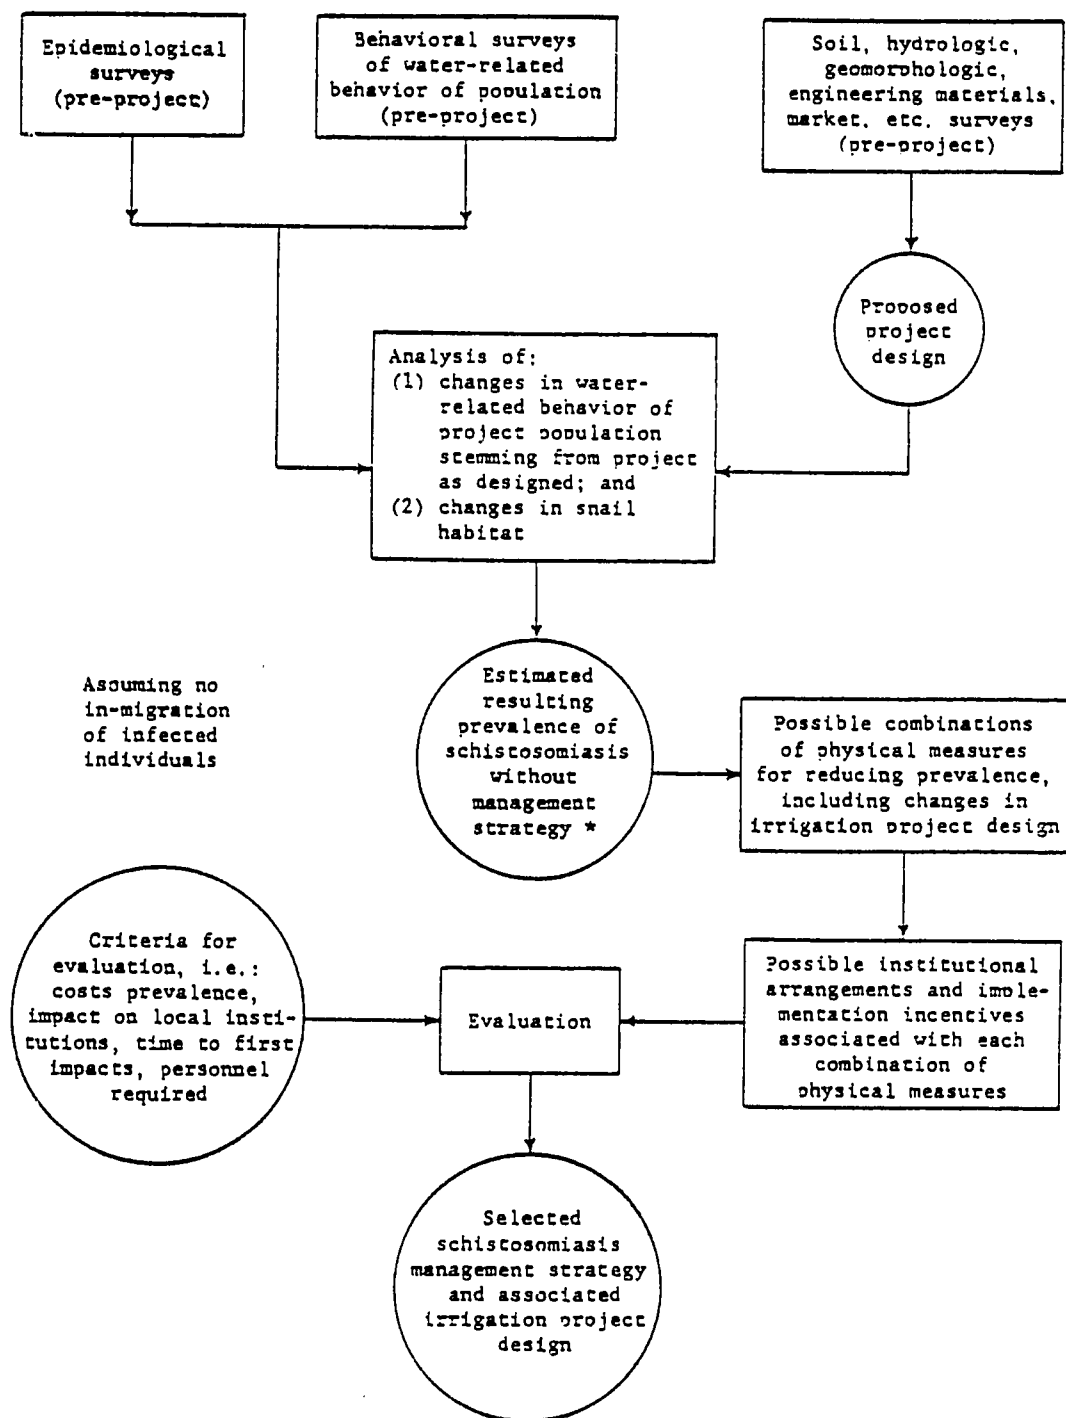 Epidemiological
surveys
(pre-project)
Behavioral surveys
of water-related
behavior of population
(pre-project)
Soil, hydrologic,
geomorphologic,
engineering materials,
market, etc. surveys
(pre-project)
Proposed
project
design
Analysis of:
(1) changes in water-
related behavior of
project population
stemming from project
as designed; and
(2) changes in snail
habitat
Assuming no
in-migration
of infected
individuals
Estimated
resulting
prevalence of
schistosomiasis
without
management
strategy *
Possible combinations
of physical measures
for reducing prevalence,
including changes in
irrigation project design
Criteria for
evaluation, i.e.:
costs prevalence,
impact on local insti-
tutions, time to first
impacts, personnel
required
Evaluation
Possible institutional
arrangements and imple-
mentation incentives
associated with each
combination of
physical measures
Selected
schistosomiasis
management strategy
and associated
irrigation project
design